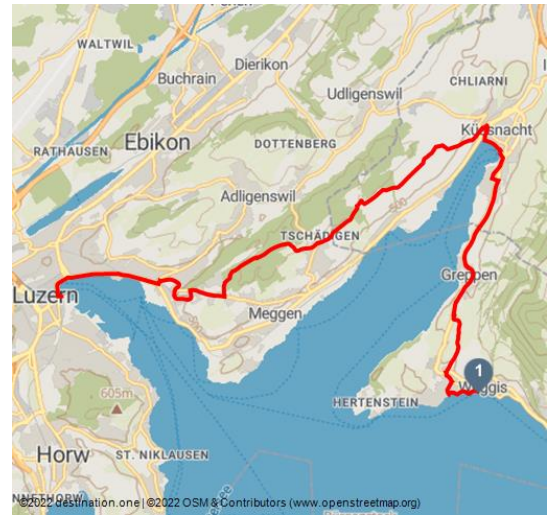 WALTWIL
Dierikon
Buchrain
CHLIARNI
Udligenswil
Küssnacht
Ebikon
DOTTENBERG
RATHAUSEN
Adligenswil
TSCHÄDIGEN
Greppen
Luzern
Meggen
1
Weggis
HERTENSTEIN
605m
Horw
ST. NIKLAUSEN
©2022 destination.one | ©2022 OSM & Contributors (www.openstreetmap.org)